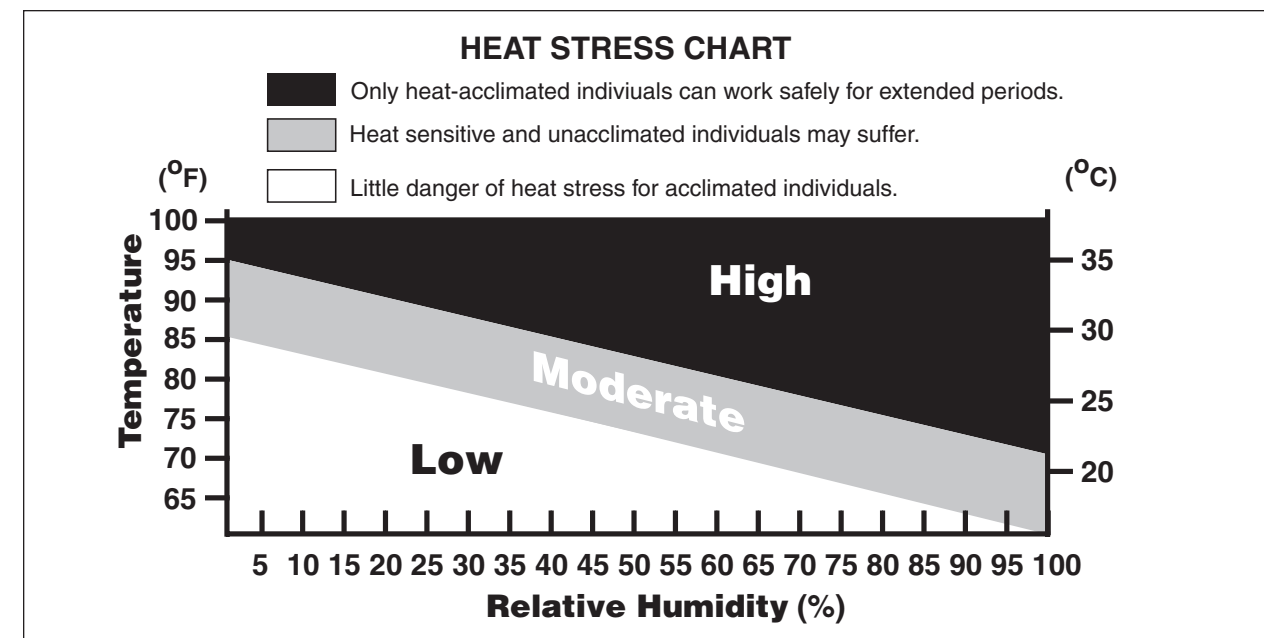 HEAT STRESS CHART
Only heat-acclimated indiviuals can work safely for extended periods.
Heat sensitive and unacclimated individuals may suffer.
Little danger of heat stress for acclimated individuals.
(°F)
(°C)
Temperature
100
95
90
85
80
75
70
65
High
Moderate
Low
35
30
25
20
5 10 15 20 25 30 35 40 45 50 55 60 65 70 75 80 85 90 95 100
Relative Humidity (%)